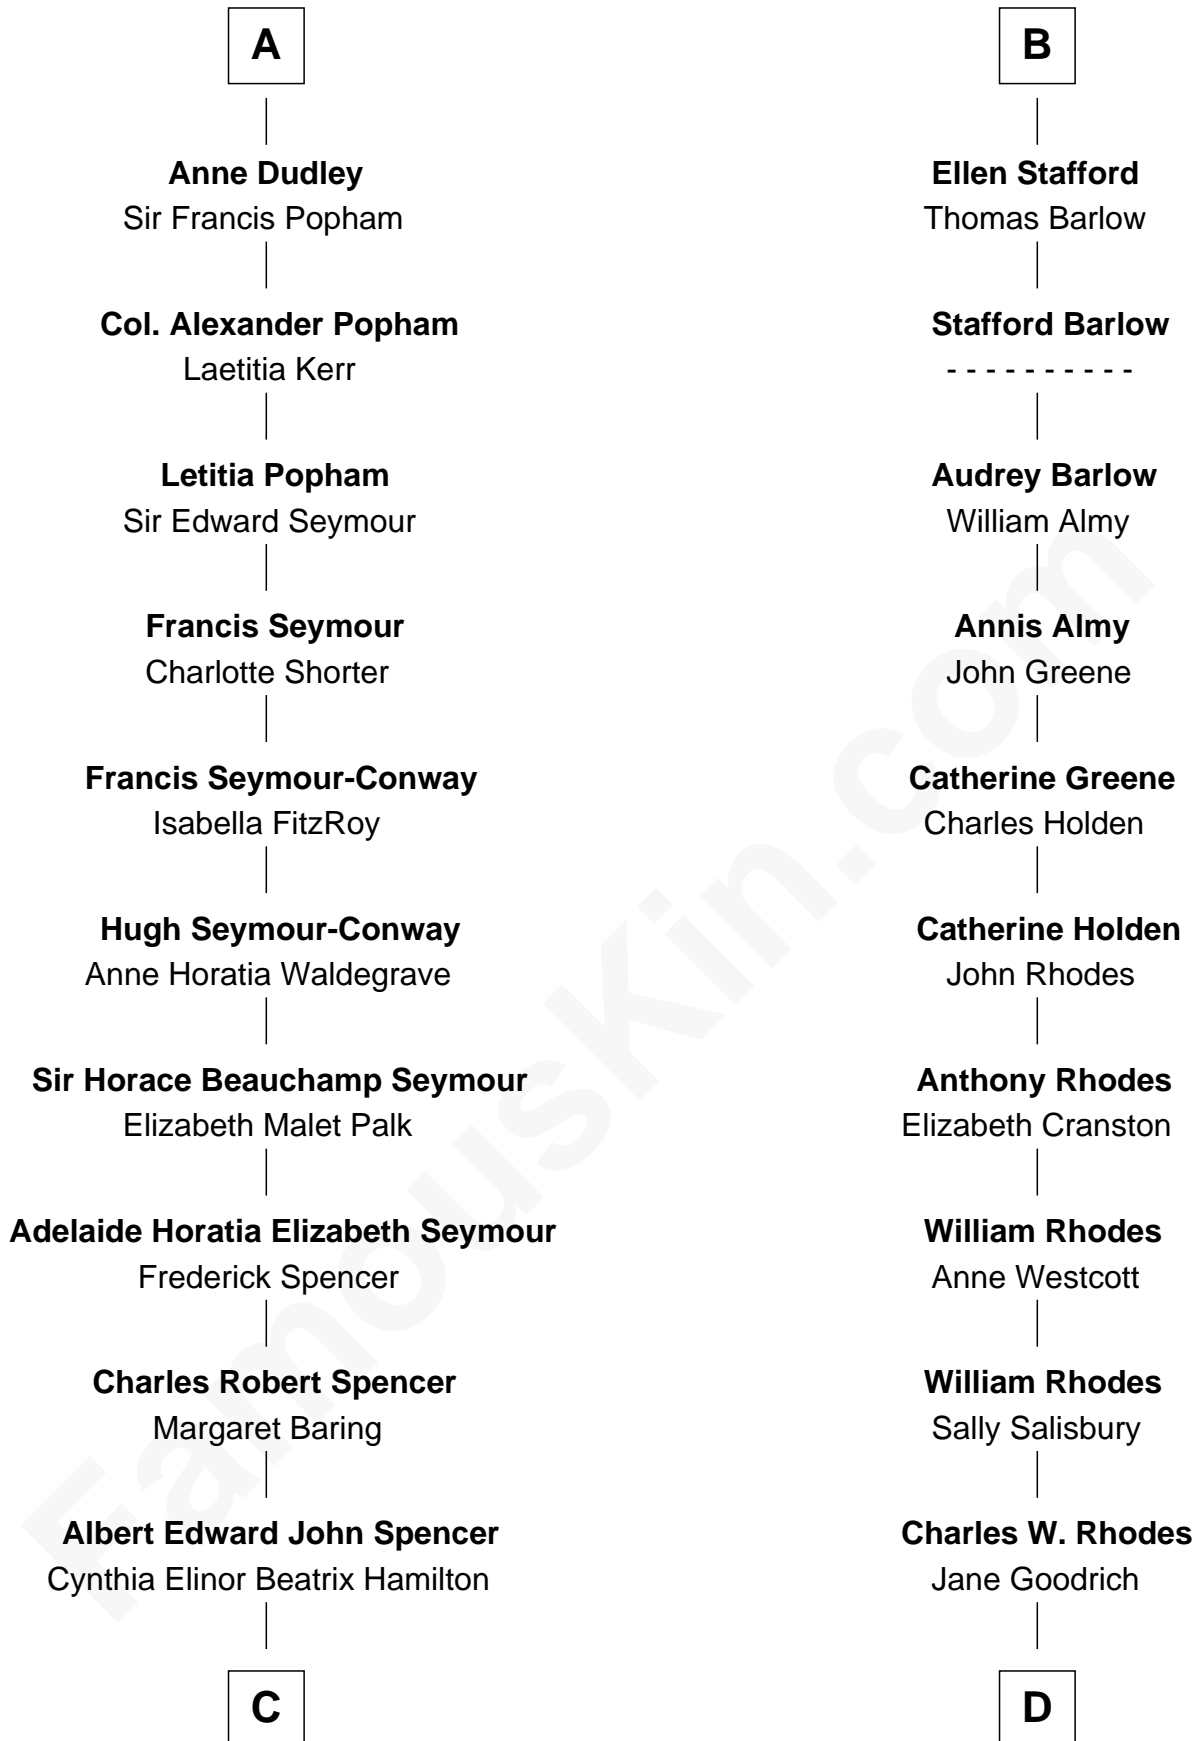 A
Anne Dudley
Sir Francis Popham
Col. Alexander Popham
Laetitia Kerr
Letitia Popham
Sir Edward Seymour
Francis Seymour
Charlotte Shorter
Francis Seymour-Conway
Isabella FitzRoy
Hugh Seymour-Conway
Anne Horatia Waldegrave
Sir Horace Beauchamp Seymour
Elizabeth Malet Palk
Adelaide Horatia Elizabeth Seymour
Frederick Spencer
Charles Robert Spencer
Margaret Baring
Albert Edward John Spencer
Cynthia Elinor Beatrix Hamilton
C
B
Ellen Stafford
Thomas Barlow
Stafford Barlow
- - - - - - - - - -
Audrey Barlow
William Almy
Annis Almy
John Greene
Catherine Greene
Charles Holden
Catherine Holden
John Rhodes
Anthony Rhodes
Elizabeth Cranston
William Rhodes
Anne Westcott
William Rhodes
Sally Salisbury
Charles W. Rhodes
Jane Goodrich
D
FamousKin.com